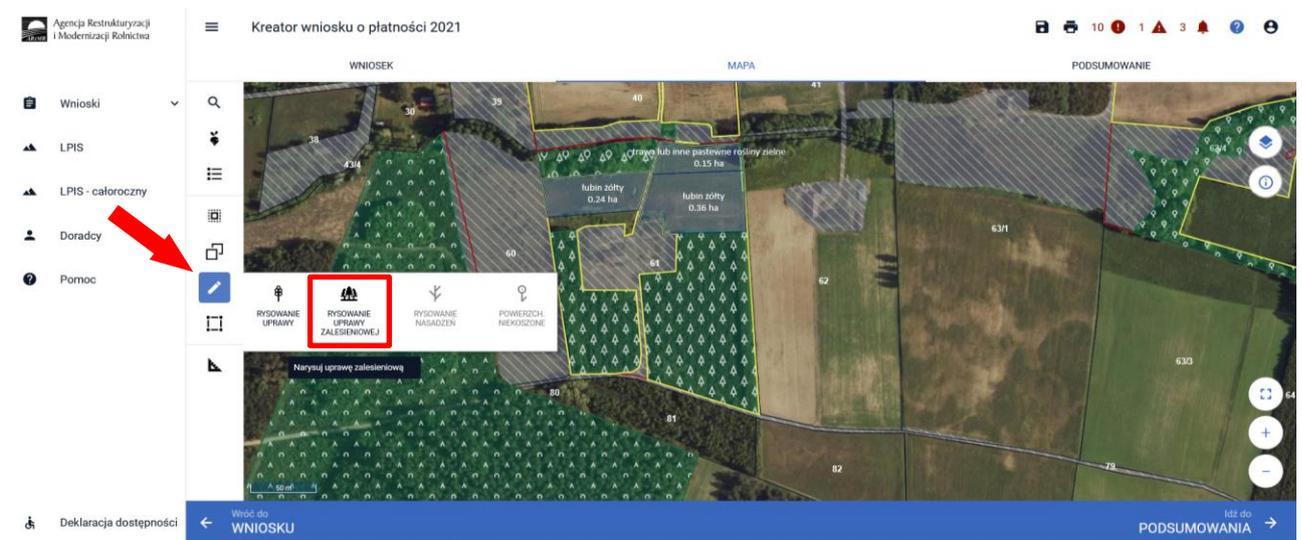 Agencja Restrukturyzacji
i Modernizacji Rolnictwa
ARiMR
Kreator wniosku o płatności 2021
10 1 3
WNIOSEK MAPA PODSUMOWANIE
Wnioski
LPIS
LPIS - całoroczny
Doradcy
Pomoc
Deklaracja dostępności
41
40
39
30
38
43/4
trawa lub inne pastewne rośliny zielne
0.15 ha
łubin żółty
0.24 ha
łubin żółty
0.36 ha
63/4
63/1
60
61
62
RYSOWANIE
UPRAWY
RYSOWANIE
UPRAWY
ZALESIENIOWEJ
RYSOWANIE
NASADZEŃ
POWIERZCH.
NIEKOSZONE
Narysuj uprawę zalesieniową
63/3
80
81
64
82
79
50 m
Wróć do
WNIOSKU
Idź do
PODSUMOWANIA